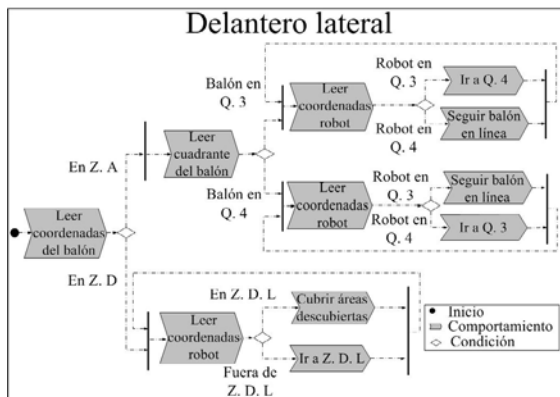 Delantero lateral
Balón en
Q. 3
Leer
coordenadas
robot
Robot en
Q. 3
Ir a Q. 4
Seguir balón
en línea
Robot en
Q. 4
Leer
cuadrante
del balón
En Z. A
Balón en
Q. 4
Leer
coordenadas
robot
Robot en
Q. 3
Seguir balón
en línea
Robot en
Q. 4
Ir a Q. 3
Leer
coordenadas
del balón
En Z. D
Leer
coordenadas
robot
En Z. D. L
Cubrir áreas
descubiertas
Ir a Z. D. L
Fuera de
Z. D. L
Inicio
Comportamiento
Condición